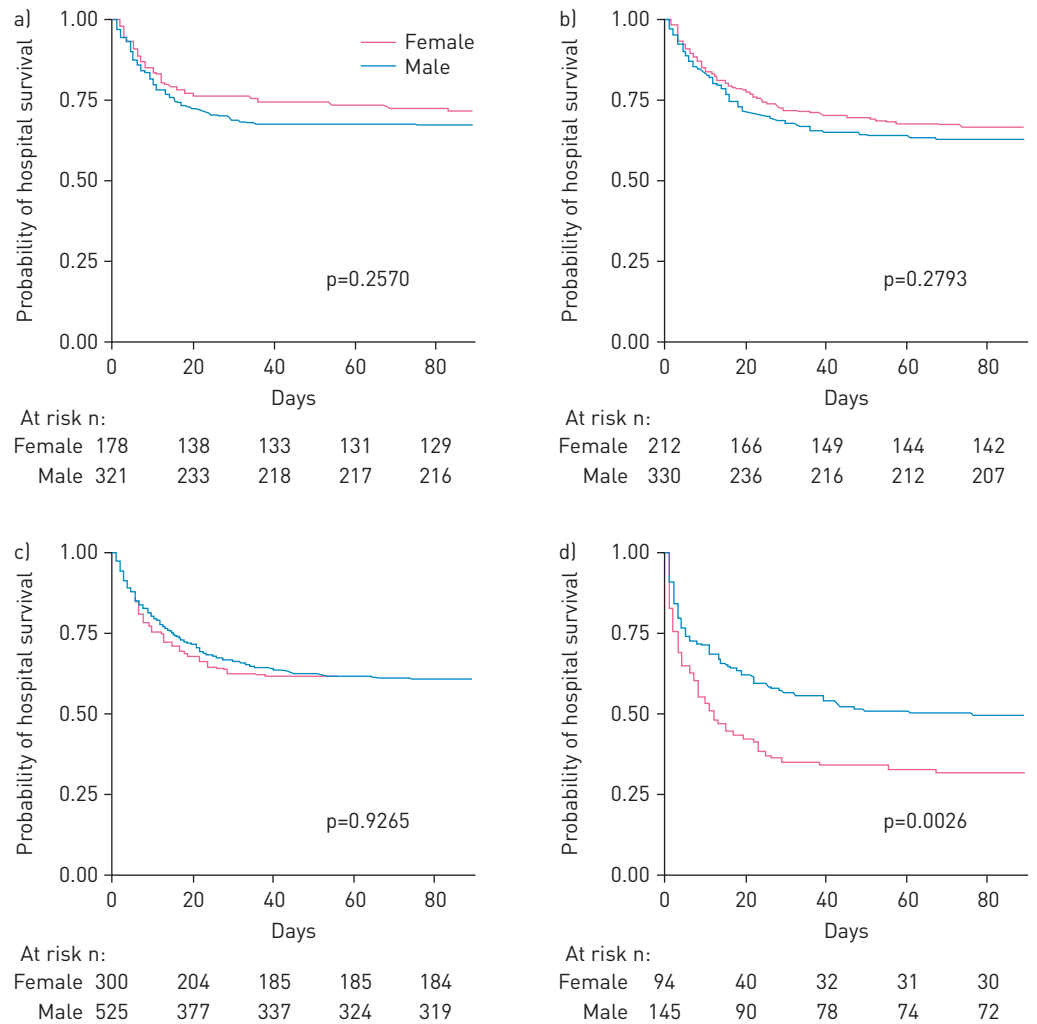 a)
Probability of hospital survival
1.00
0.75
0.50
0.25
0.00
Female
Male
p=0.2570
0 20 40 60 80
Days
At risk n:
Female 178 138 133 131 129
Male 321 233 218 217 216
b)
Probability of hospital survival
1.00
0.75
0.50
0.25
0.00
p=0.2793
0 20 40 60 80
Days
At risk n:
Female 212 166 149 144 142
Male 330 236 216 212 207
c)
Probability of hospital survival
1.00
0.75
0.50
0.25
0.00
p=0.9265
0 20 40 60 80
Days
At risk n:
Female 300 204 185 185 184
Male 525 377 337 324 319
d)
Probability of hospital survival
1.00
0.75
0.50
0.25
0.00
p=0.0026
0 20 40 60 80
Days
At risk n:
Female 94 40 32 31 30
Male 145 90 78 74 72